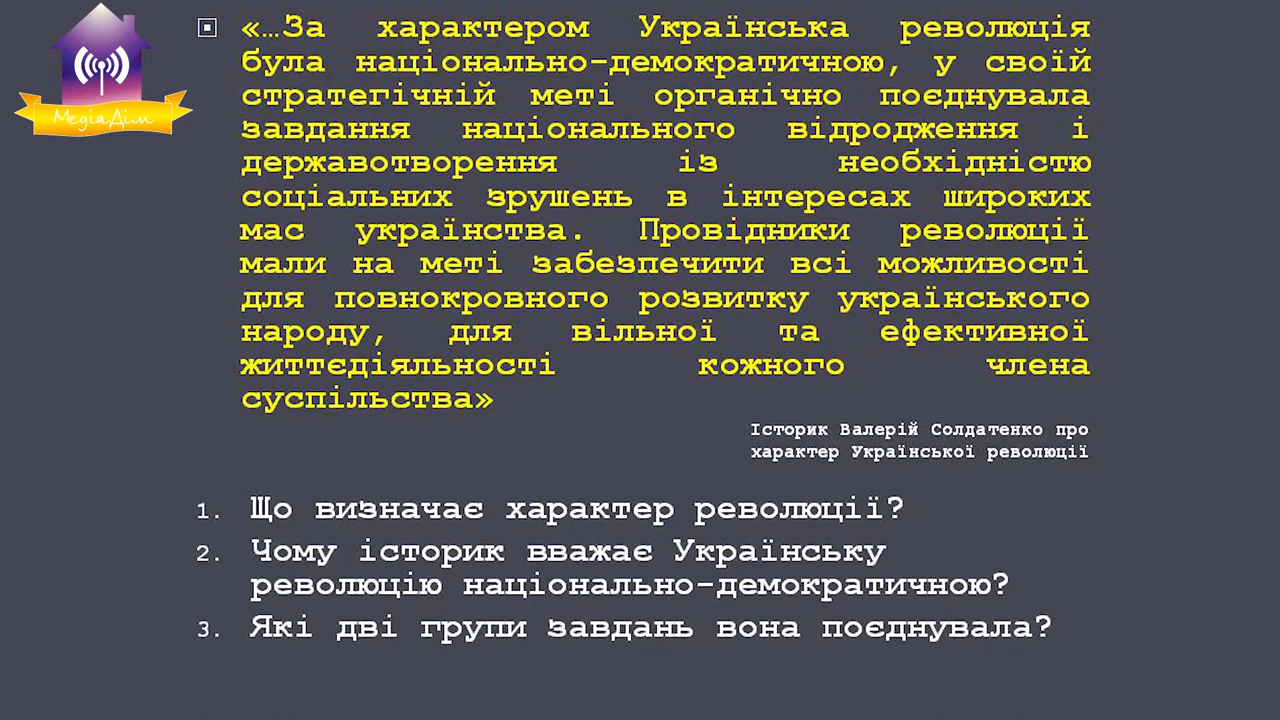 МедіаДім
«…За характером Українська революція
була національно-демократичною, у своїй
стратегічній меті органічно поєднувала
завдання національного відродження і
державотворення із необхідністю
соціальних зрушень в інтересах широких
мас українства. Провідники революції
мали на меті забезпечити всі можливості
для повнокровного розвитку українського
народу, для вільної та ефективної
життєдіяльності кожного члена
суспільства»
Історик Валерій Солдатенко про
характер Української революції
1. Що визначає характер революції?
2. Чому історик вважає Українську
революцію національно-демократичною?
3. Які дві групи завдань вона поєднувала?